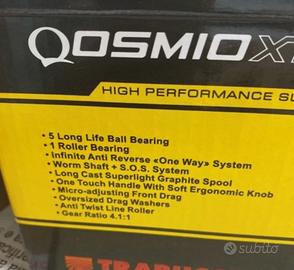 QOSMIO
HIGH PERFORMANCE
• 5 Long Life Ball Bearing
• 1 Roller Bearing
• Infinite Anti Reverse «One Way» System
• Worm Shaft + S.O.S. System
• Long Cast Superlight Graphite Spool
• One Touch Handle With Soft Ergonomic Knob
• Micro-adjusting Front Drag
• Oversized Drag Washers
• Anti Twist Line Roller
• Gear Ratio 4.1:1
subito